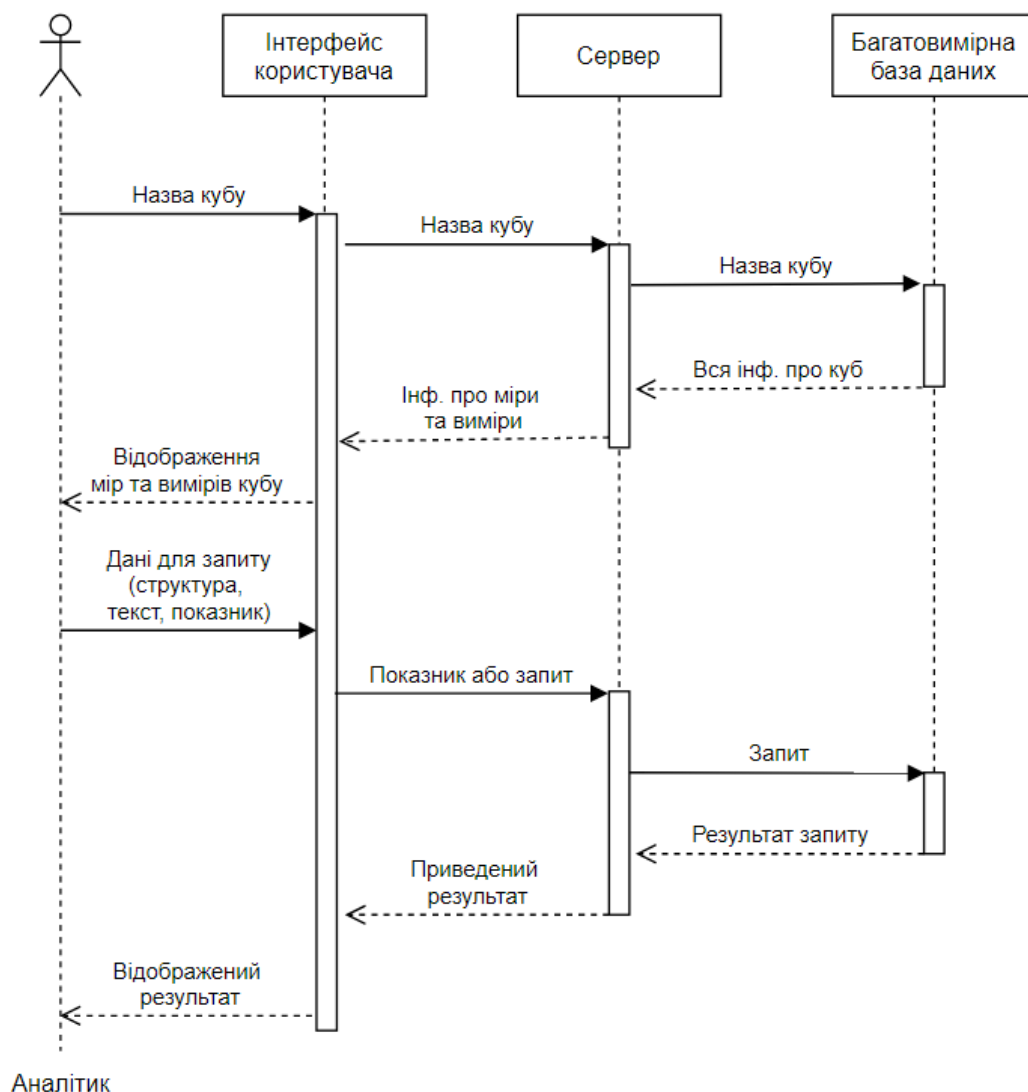 Інтерфейс
користувача
Сервер
Багатовимірна
база даних
Назва кубу
Назва кубу
Назва кубу
Вся інф. про куб
Інф. про міри
та виміри
Відображення
мір та вимірів кубу
Дані для запиту
(структура,
текст, показник)
Показник або запит
Запит
Результат запиту
Приведений
результат
Відображений
результат
Аналітик